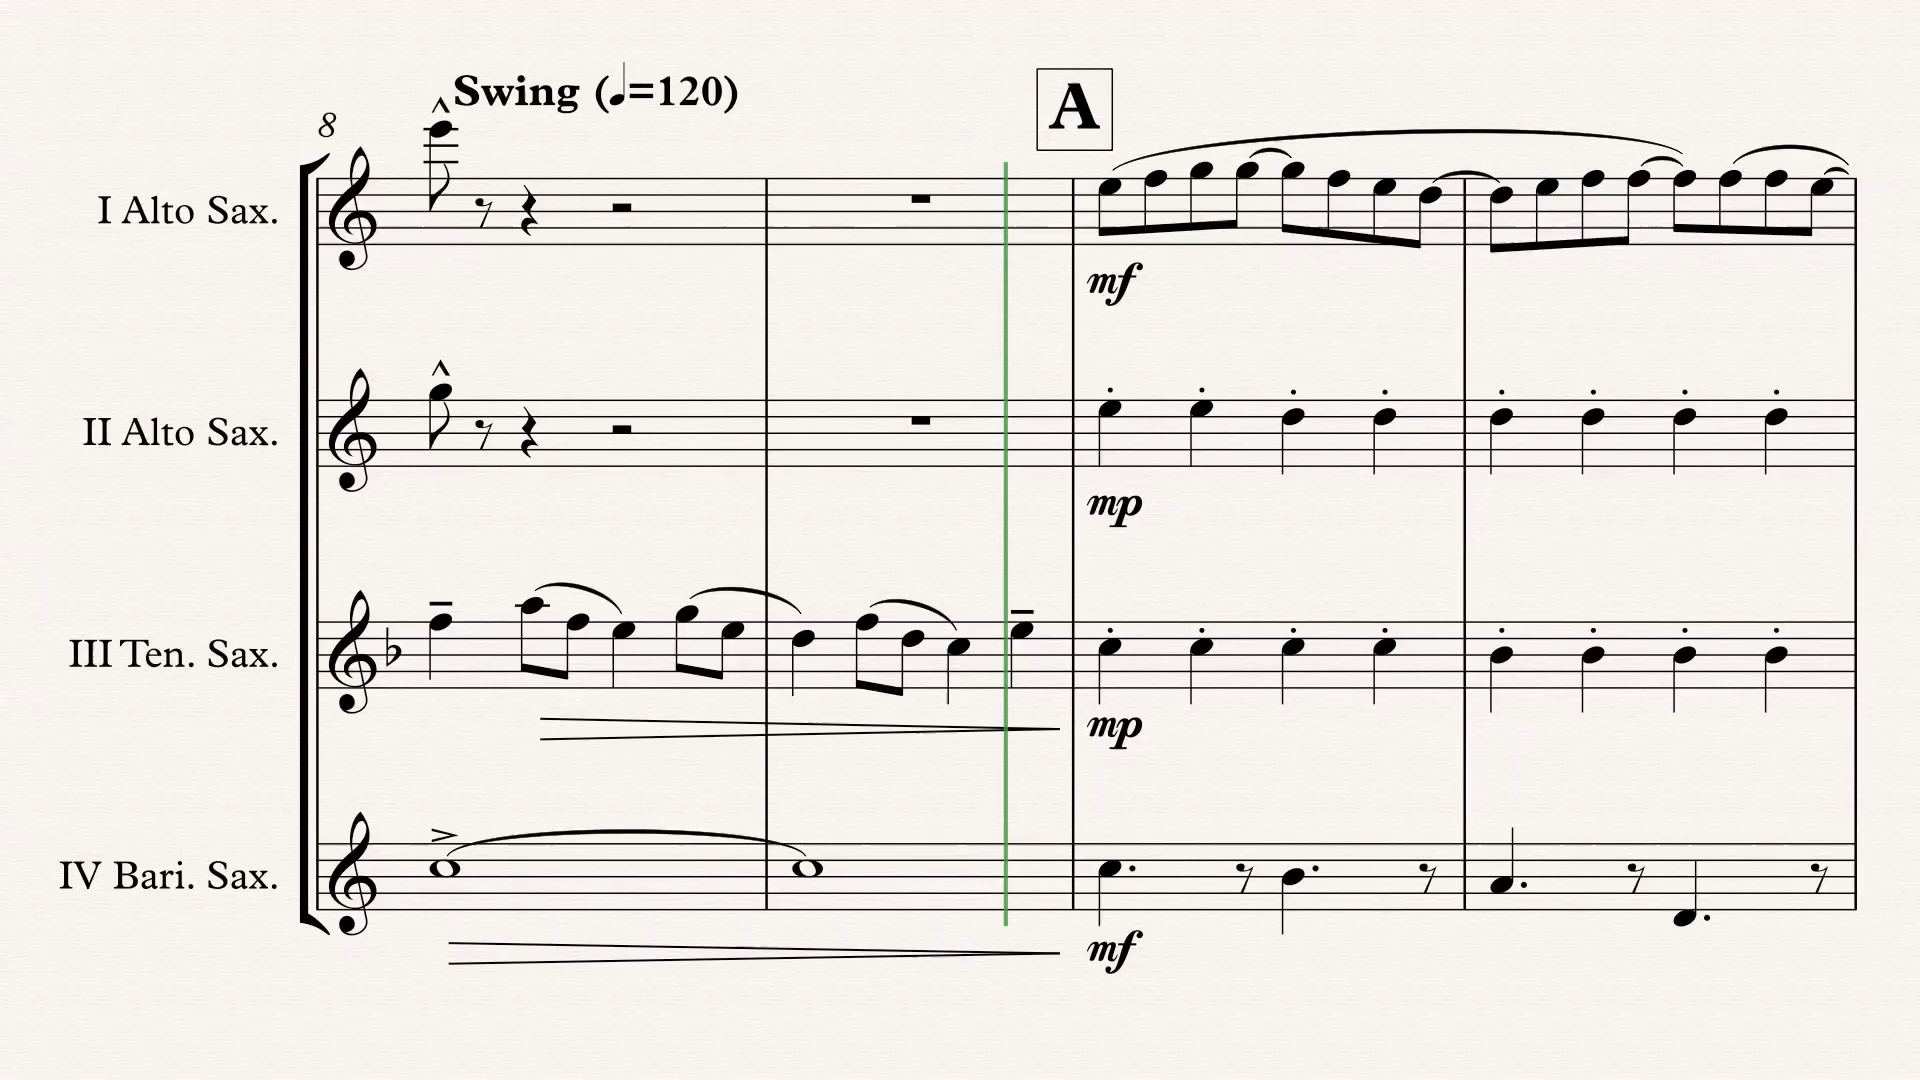 Swing (♩=120)
A
8
I Alto Sax.
mf
II Alto Sax.
mp
III Ten. Sax.
mp
IV Bari. Sax.
mf